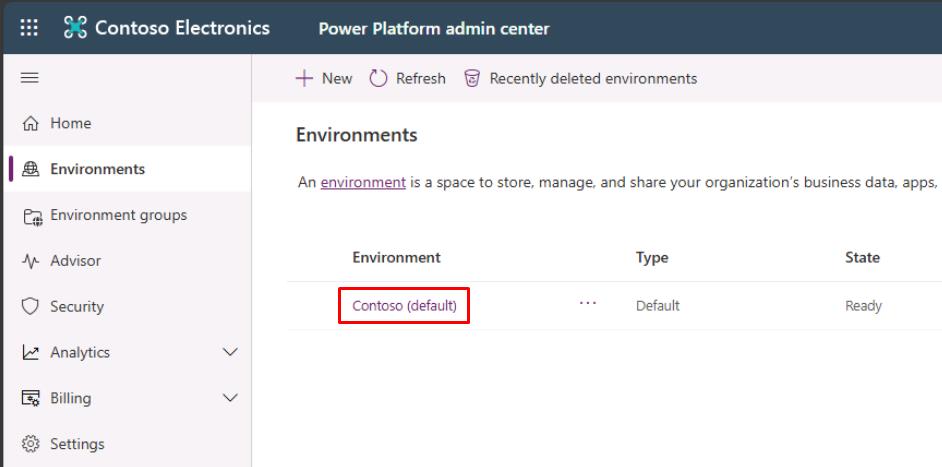 Contoso Electronics Power Platform admin center
New Refresh Recently deleted environments
Home
Environments
Environment groups
Advisor
Security
Analytics
Billing
Settings
Environments
An environment is a space to store, manage, and share your organization's business data, apps,
Environment Type State
Contoso (default) ... Default Ready